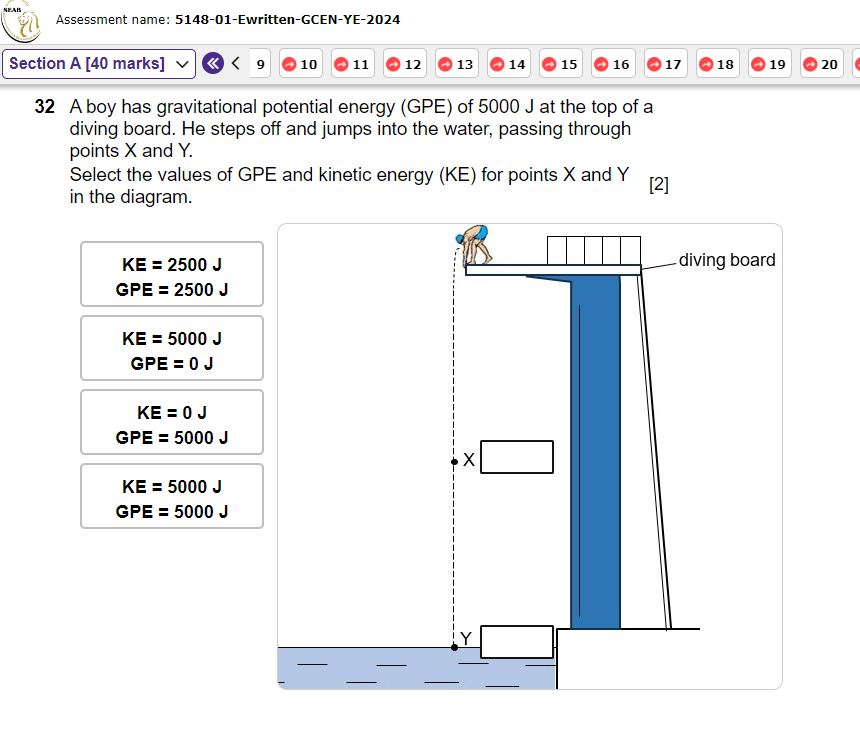 SEAB
Assessment name: 5148-01-Ewritten-GCEN-YE-2024
Section A [40 marks]
9
10
11
12
13
14
15
16
17
18
19
20
32 A boy has gravitational potential energy (GPE) of 5000 J at the top of a
diving board. He steps off and jumps into the water, passing through
points X and Y.
Select the values of GPE and kinetic energy (KE) for points X and Y
in the diagram.
[2]
KE = 2500 J
GPE = 2500 J
KE = 5000 J
GPE = 0 J
KE = 0 J
GPE = 5000 J
KE = 5000 J
GPE = 5000 J
diving board
X
Y